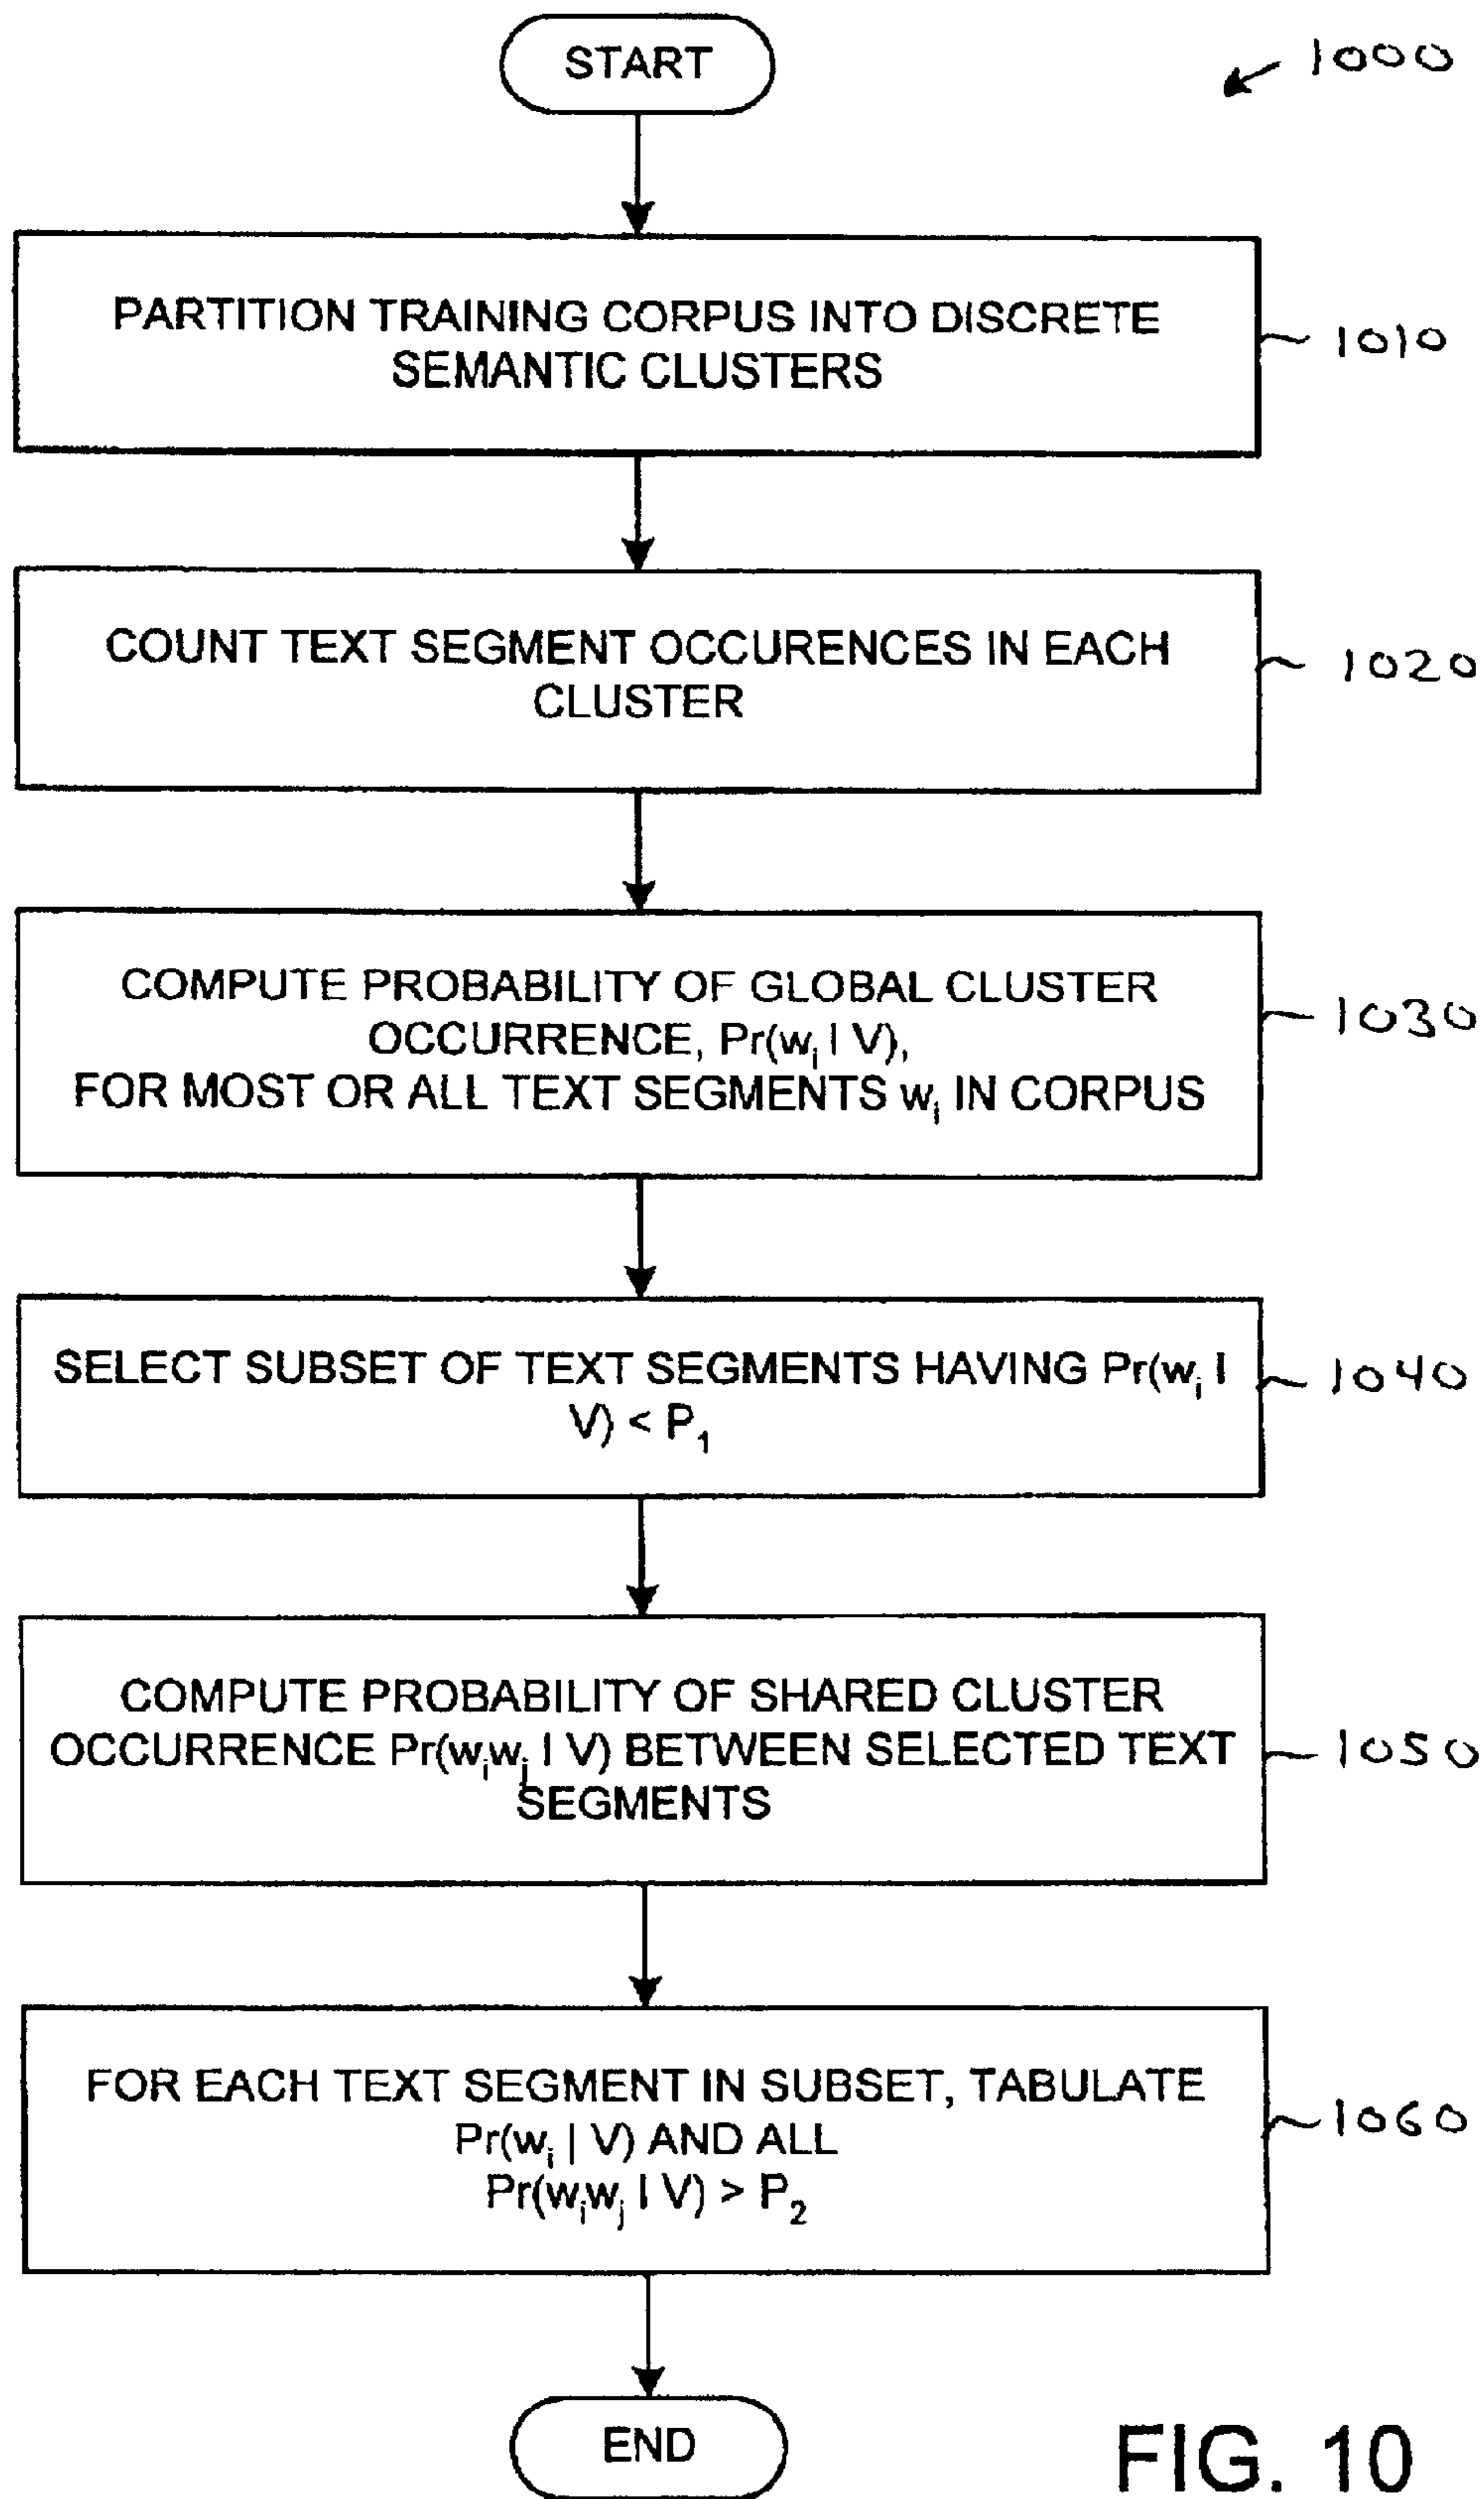 START
1000
PARTITION TRAINING CORPUS INTO DISCRETE
SEMANTIC CLUSTERS
1010
COUNT TEXT SEGMENT OCCURENCES IN EACH
CLUSTER
1020
COMPUTE PROBABILITY OF GLOBAL CLUSTER
OCCURRENCE, Pr(wᵢ | V),
FOR MOST OR ALL TEXT SEGMENTS wᵢ IN CORPUS
1030
SELECT SUBSET OF TEXT SEGMENTS HAVING Pr(wᵢ |
V) < P₁
1040
COMPUTE PROBABILITY OF SHARED CLUSTER
OCCURRENCE Pr(wᵢwⱼ | V) BETWEEN SELECTED TEXT
SEGMENTS
1050
FOR EACH TEXT SEGMENT IN SUBSET, TABULATE
Pr(wᵢ | V) AND ALL
Pr(wᵢwⱼ | V) > P₂
1060
END
FIG. 10